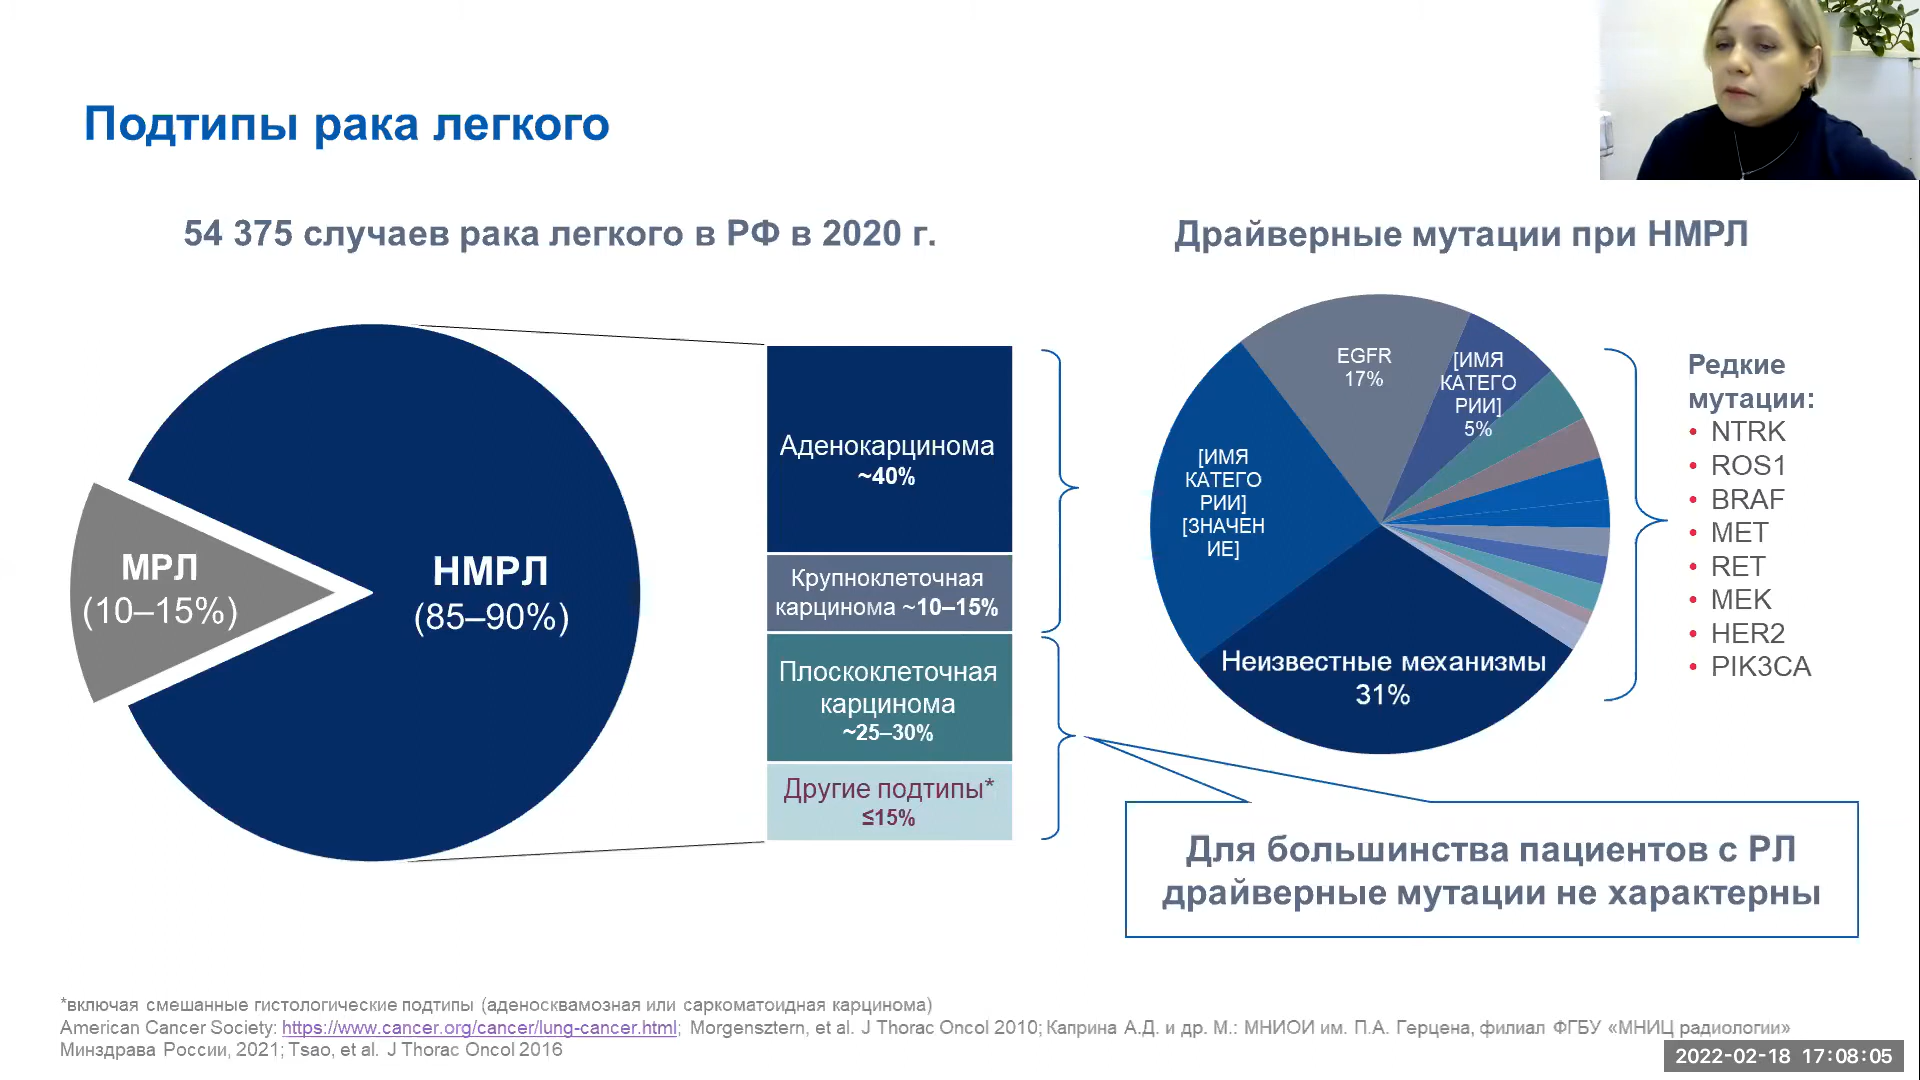 Подтипы рака легкого
54 375 случаев рака легкого в РФ в 2020 г.
МРЛ
(10–15%)
НМРЛ
(85–90%)
Аденокарцинома
~40%
Крупноклеточная
карцинома ~10–15%
Плоскоклеточная
карцинома
~25–30%
Другие подтипы*
≤15%
Драйверные мутации при НМРЛ
EGFR
17%
[ИМЯ
КАТЕГО
РИИ]
5%
[ИМЯ
КАТЕГО
РИИ]
[ЗНАЧЕН
ИЕ]
Неизвестные механизмы
31%
Редкие
мутации:
• NTRK
• ROS1
• BRAF
• MET
• RET
• MEK
• HER2
• PIK3CA
Для большинства пациентов с РЛ
драйверные мутации не характерны
*включая смешанные гистологические подтипы (аденосквамозная или саркоматоидная карцинома)
American Cancer Society: https://www.cancer.org/cancer/lung-cancer.html; Morgensztern, et al. J Thorac Oncol 2010; Каприна А.Д. и др. М.: МНИОИ им. П.А. Герцена, филиал ФГБУ «МНИЦ радиологии»
Минздрава России, 2021; Tsao, et al. J Thorac Oncol 2016
2022-02-18 17:08:05